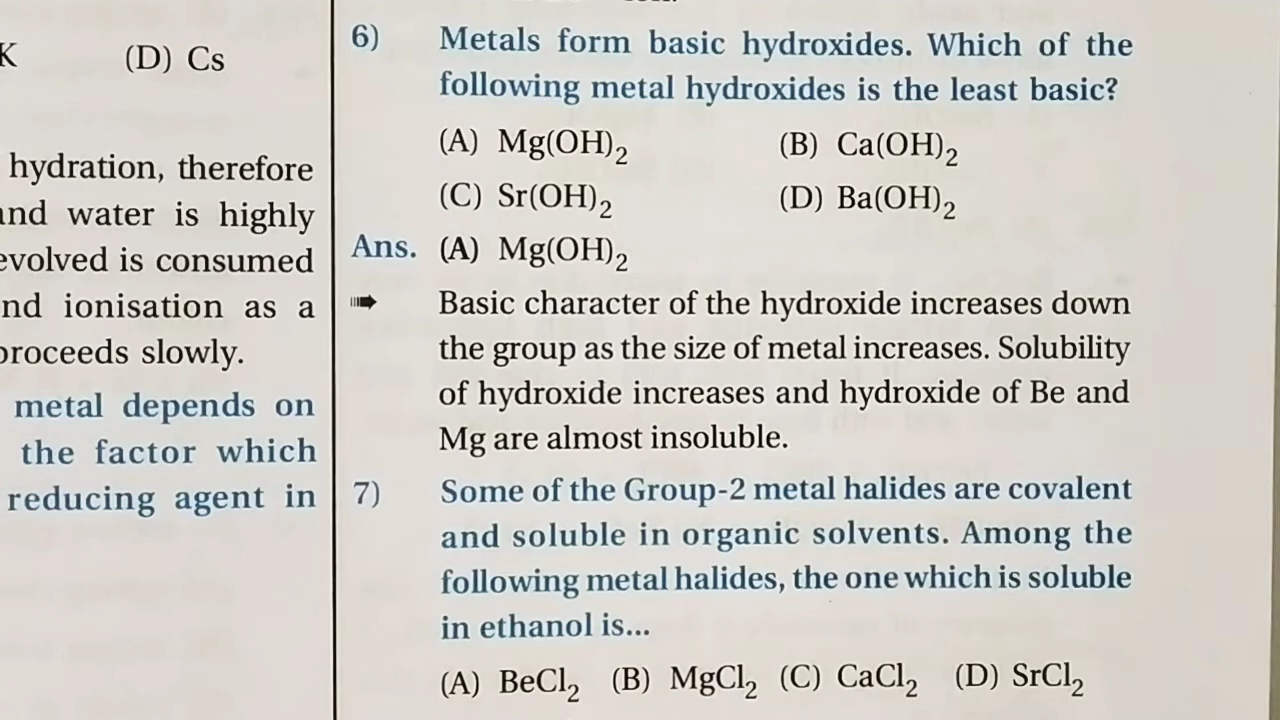 K (D) Cs
hydration, therefore
and water is highly
evolved is consumed
nd ionisation as a
proceeds slowly.
metal depends on
the factor which
reducing agent in
6) Metals form basic hydroxides. Which of the
following metal hydroxides is the least basic?
(A) Mg(OH)₂ (B) Ca(OH)₂
(C) Sr(OH)₂ (D) Ba(OH)₂
Ans. (A) Mg(OH)₂
➠ Basic character of the hydroxide increases down
the group as the size of metal increases. Solubility
of hydroxide increases and hydroxide of Be and
Mg are almost insoluble.
7) Some of the Group-2 metal halides are covalent
and soluble in organic solvents. Among the
following metal halides, the one which is soluble
in ethanol is...
(A) BeCl₂ (B) MgCl₂ (C) CaCl₂ (D) SrCl₂